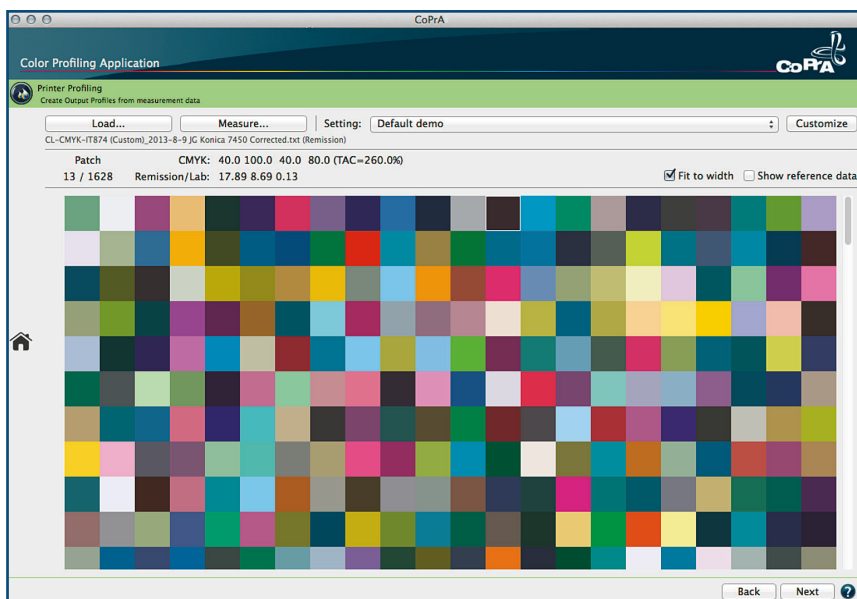 CoPrA
Color Profiling Application
CoPrA
Printer Profiling
Create Output Profiles from measurement data
Load... Measure... Setting: Default demo Customize
CL-CMYK-IT874 (Custom)_2013-8-9 JG Konica 7450 Corrected.txt (Remission)
Patch CMYK: 40.0 100.0 40.0 80.0 (TAC=260.0%)
13 / 1628 Remission/Lab: 17.89 8.69 0.13 Fit to width Show reference data
Back Next ?